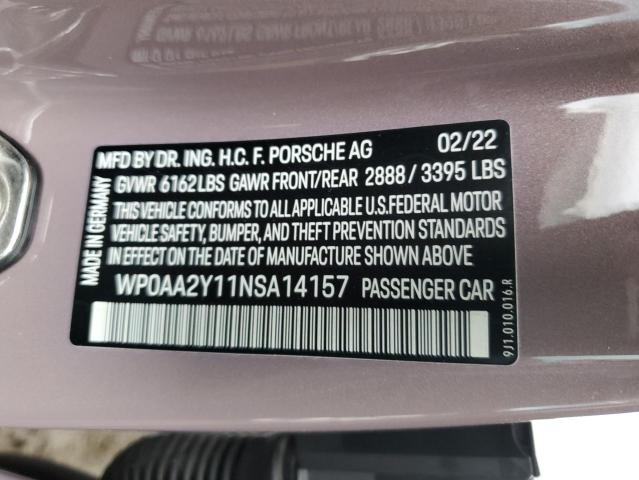 MFD BY DR. ING. H.C. F. PORSCHE AG 02/22
GVWR 6162LBS GAWR FRONT/REAR 2888/3395 LBS
THIS VEHICLE CONFORMS TO ALL APPLICABLE U.S.FEDERAL MOTOR
VEHICLE SAFETY, BUMPER, AND THEFT PREVENTION STANDARDS
IN EFFECT ON THE DATE OF MANUFACTURE SHOWN ABOVE
WP0AA2Y11NSA14157 PASSENGER CAR
MADE IN GERMANY
9J1.010.016.R